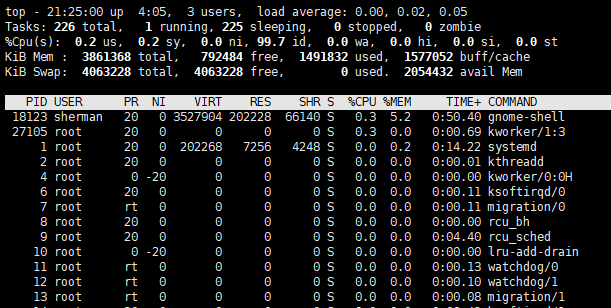 top - 21:25:00 up  4:05,  3 users,  load average: 0.00, 0.02, 0.05
Tasks: 226 total,   1 running, 225 sleeping,   0 stopped,   0 zombie
%Cpu(s):  0.2 us,  0.2 sy,  0.0 ni, 99.7 id,  0.0 wa,  0.0 hi,  0.0 si,  0.0 st
KiB Mem :  3861368 total,   792484 free,  1491832 used,  1577052 buff/cache
KiB Swap:  4063228 total,  4063228 free,        0 used.  2054432 avail Mem
PID USER      PR  NI    VIRT    RES    SHR S  %CPU %MEM     TIME+ COMMAND
18123 sherman   20   0 3527904 202228  66140 S   0.3  5.2   0:50.40 gnome-shell
27105 root      20   0       0      0      0 S   0.3  0.0   0:00.69 kworker/1:3
1 root      20   0  202268   7256   4248 S   0.0  0.2   0:14.22 systemd
2 root      20   0       0      0      0 S   0.0  0.0   0:00.01 kthreadd
4 root       0 -20       0      0      0 S   0.0  0.0   0:00.00 kworker/0:0H
6 root      20   0       0      0      0 S   0.0  0.0   0:00.11 ksoftirqd/0
7 root      rt   0       0      0      0 S   0.0  0.0   0:00.11 migration/0
8 root      20   0       0      0      0 S   0.0  0.0   0:00.00 rcu_bh
9 root      20   0       0      0      0 S   0.0  0.0   0:04.40 rcu_sched
10 root       0 -20       0      0      0 S   0.0  0.0   0:00.00 lru-add-drain
11 root      rt   0       0      0      0 S   0.0  0.0   0:00.13 watchdog/0
12 root      rt   0       0      0      0 S   0.0  0.0   0:00.10 watchdog/1
13 root      rt   0       0      0      0 S   0.0  0.0   0:00.08 migration/1